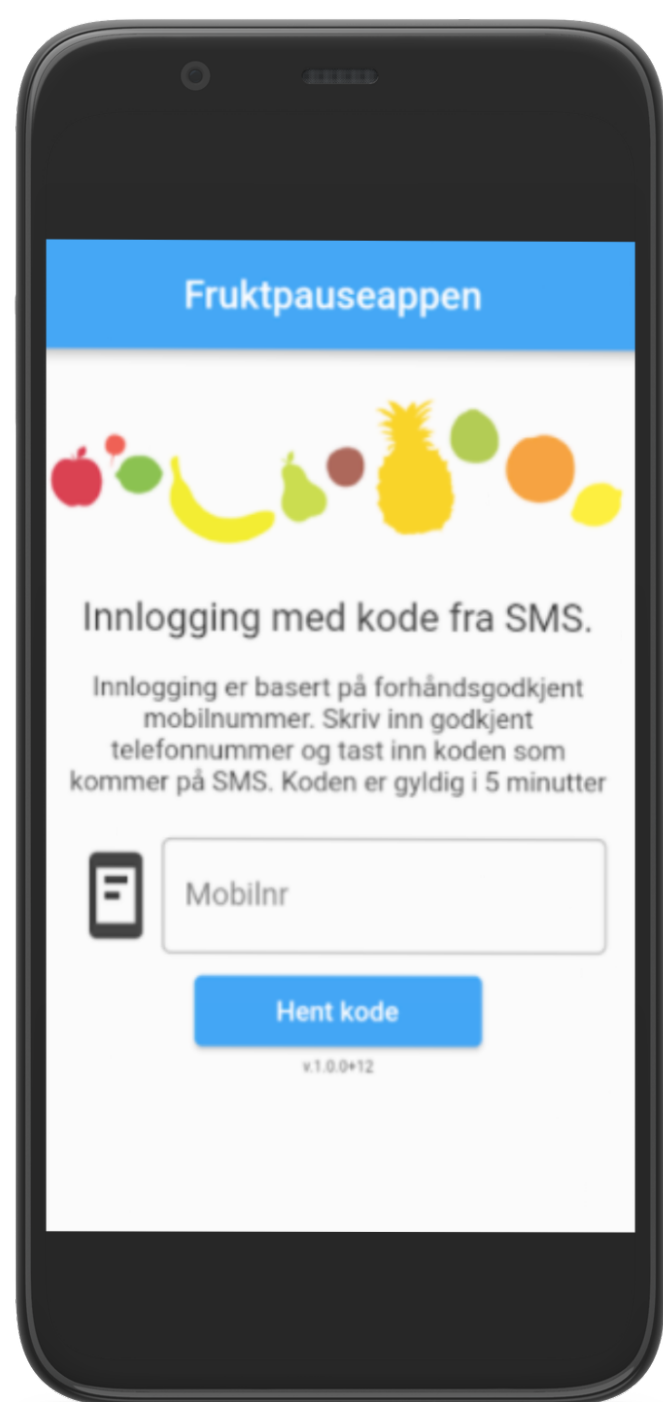 Fruktpauseappen
Innlogging med kode fra SMS.
Innlogging er basert på forhåndsgodkjent
mobilnummer. Skriv inn godkjent
telefonnummer og tast inn koden som
kommer på SMS. Koden er gyldig i 5 minutter
Mobilnr
Hent kode
v.1.0.0+12